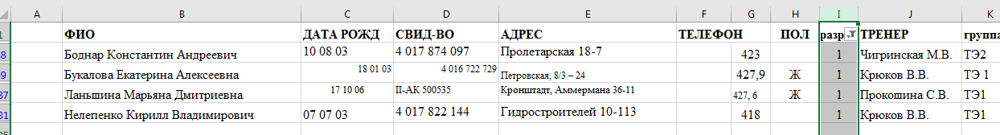 A B C D E F G H I J K
1 ФИО ДАТА РОЖД СВИД-ВО АДРЕС ТЕЛЕФОН ПОЛ разр ТРЕНЕР группа
8 Боднар Константин Андреевич 10 08 03 4 017 874 097 Пролетарская 18-7 423 1 Чигринская М.В. ТЭ2
9 Букалова Екатерина Алексеевна 18 01 03 4 016 722 729 Петровская, 8/3 – 24 427,9 Ж 1 Крюков В.В. ТЭ 1
37 Ланьшина Марьяна Дмитриевна 17 10 06 II-АК 500535 Кронштадт, Аммермана 36-11 427, 6 Ж 1 Прокошина С.В. ТЭ1
31 Нелепенко Кирилл Владимирович 07 07 03 4 017 822 144 Гидростроителей 10-113 418 1 Крюков В.В. ТЭ1